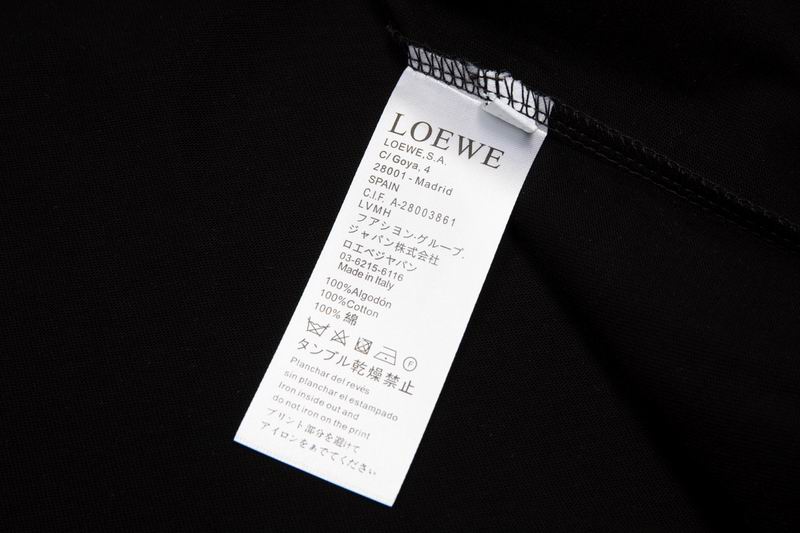 LOEWE
LOEWE,S.A.
C/ Goya, 4
28001 - Madrid
SPAIN
C.I.F. A-28003861
LVMH
フアシヨン·グループ.
ジャパン株式会社
ロエベジャパン
03-6215-6116
Made in Italy
100%Algodón
100%Cotton
100% 綿
F
タンブル乾燥禁止
Planchar del revés
sin planchar el estampado
Iron inside out and
do not iron on the print
プリント部分を避けて
アイロンをあでてください